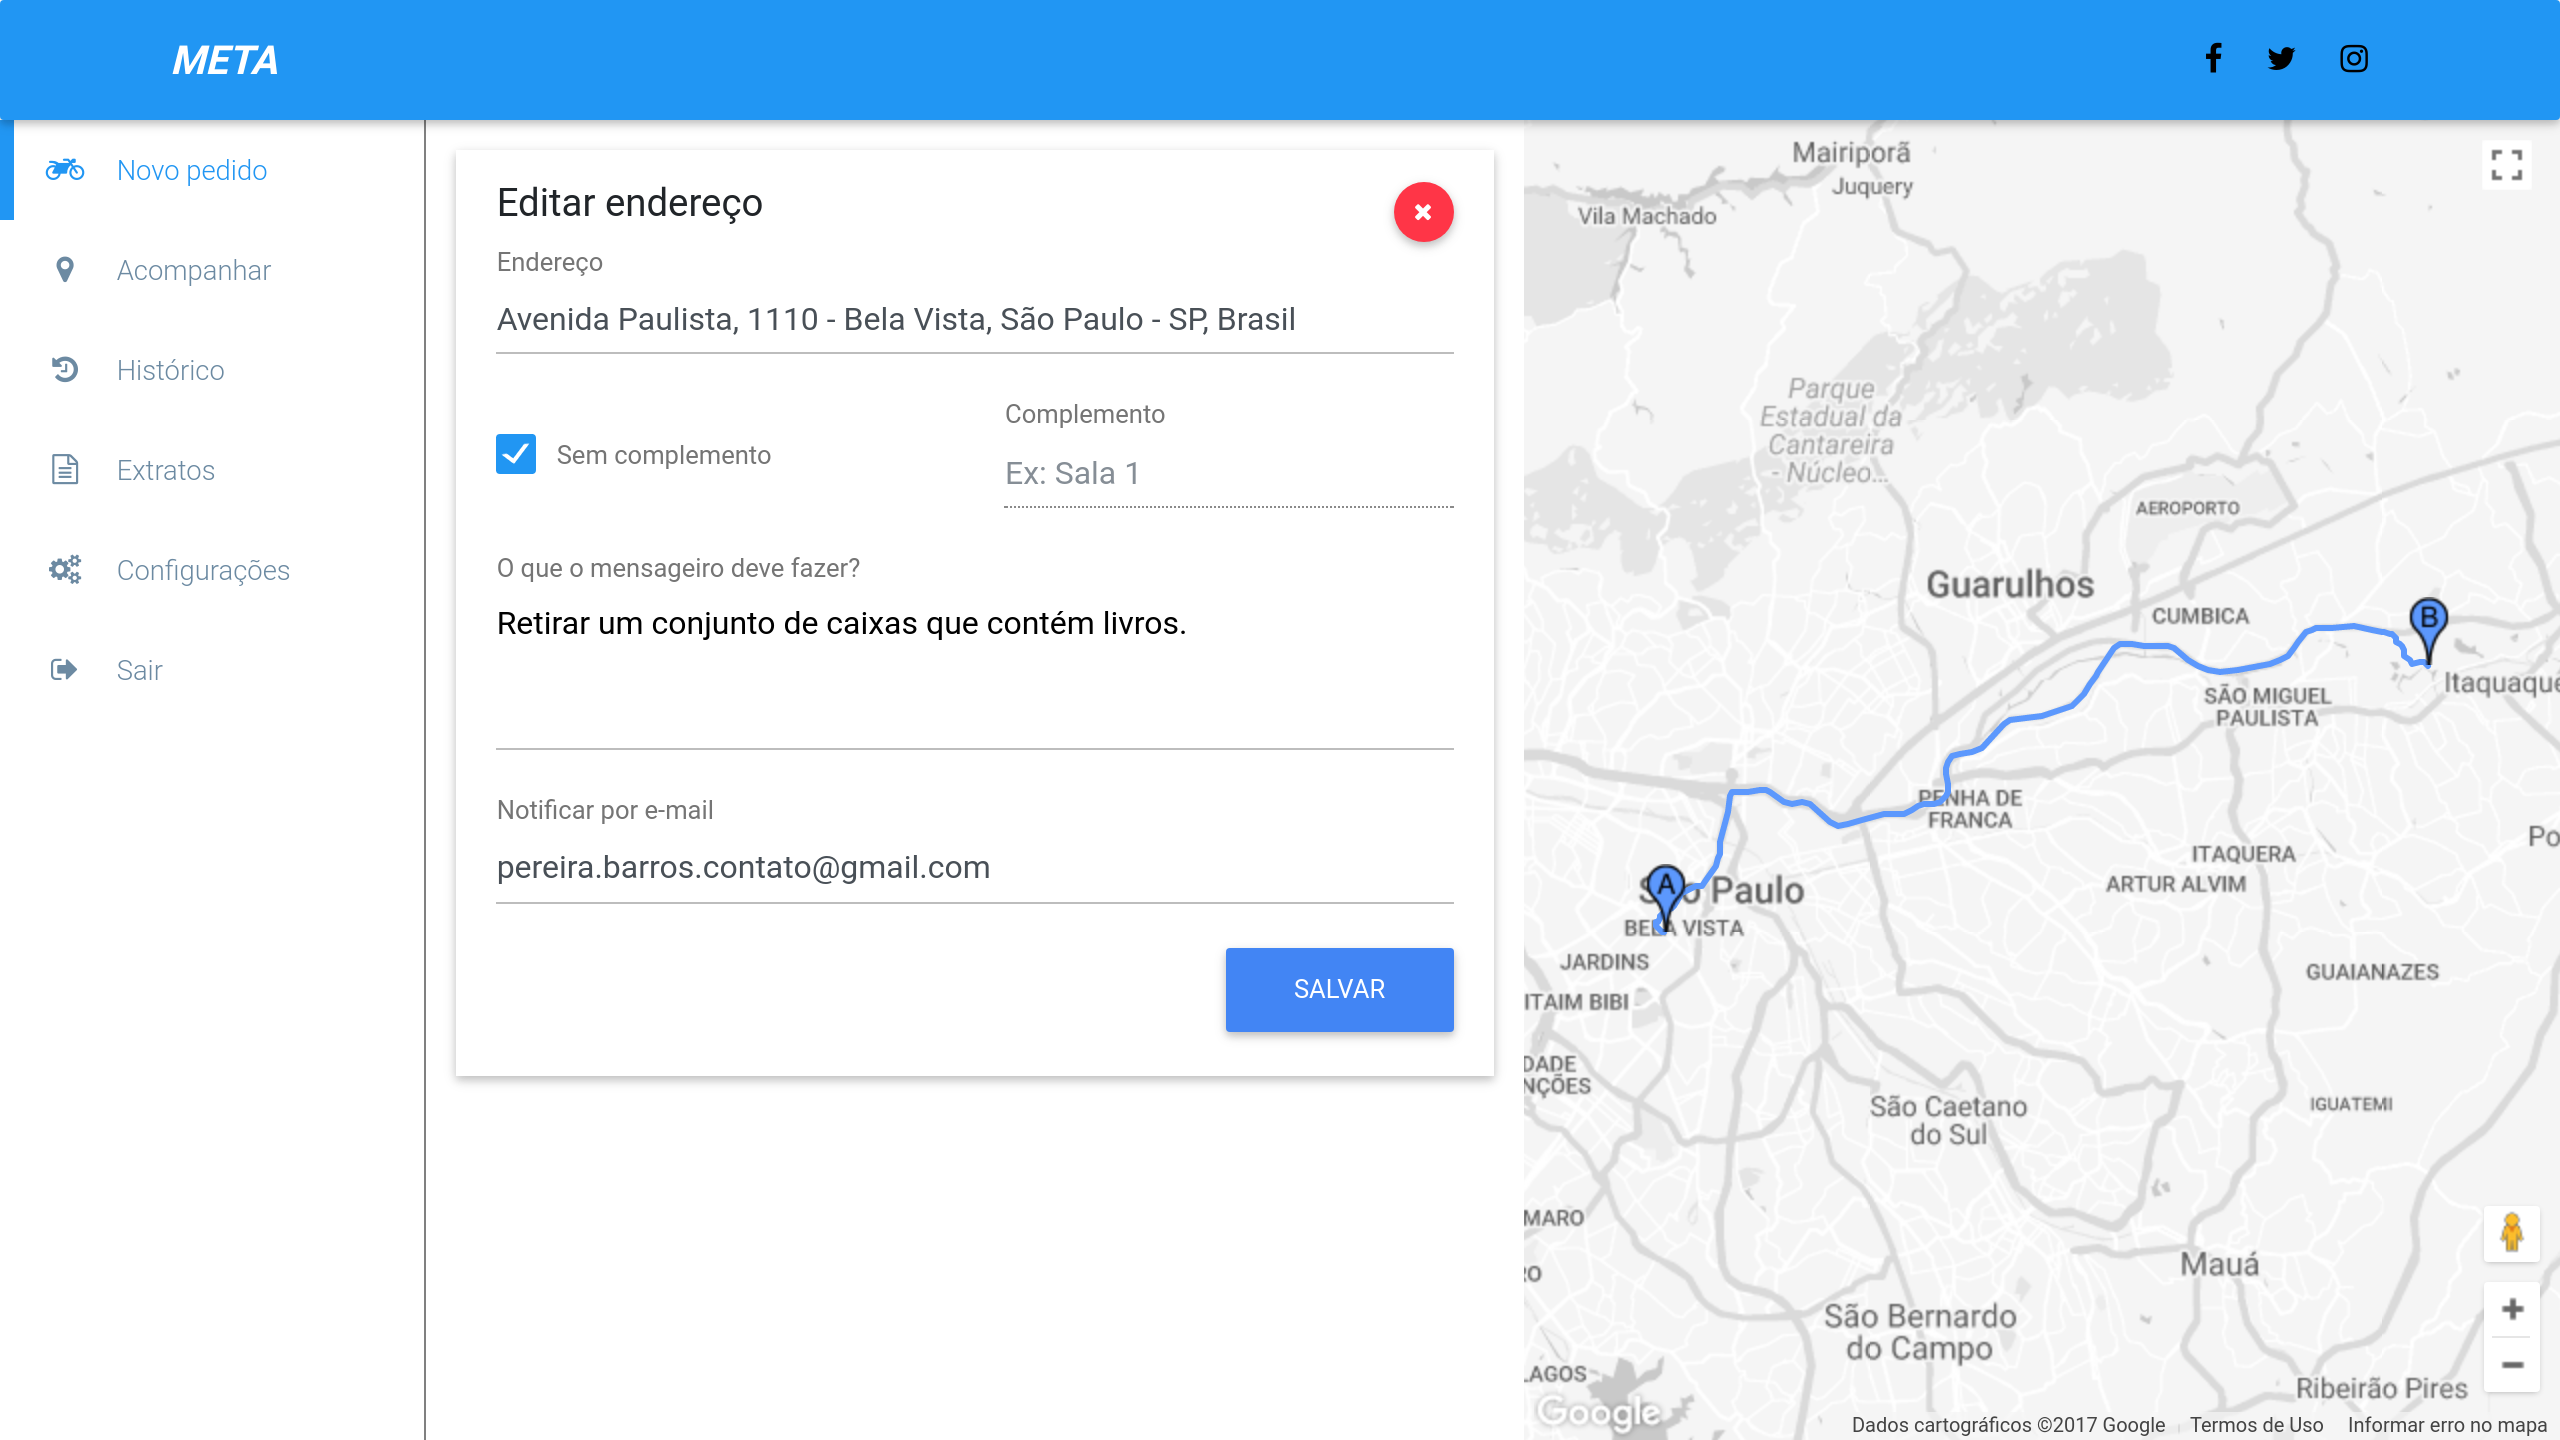 META
Novo pedido
Acompanhar
Histórico
Extratos
Configurações
Sair
Editar endereço
Endereço
Avenida Paulista, 1110 - Bela Vista, São Paulo - SP, Brasil
Sem complemento
Complemento
Ex: Sala 1
O que o mensageiro deve fazer?
Retirar um conjunto de caixas que contém livros.
Notificar por e-mail
pereira.barros.contato@gmail.com
SALVAR
Mairiporã
Juquery
Vila Machado
Parque
Estadual da
Cantareira
- Núcleo...
AEROPORTO
Guarulhos
CUMBICA
B
Itaquaque
SÃO MIGUEL
PAULISTA
PENHA DE
FRANCA
Po
ITAQUERA
ARTUR ALVIM
A
São Paulo
BELA VISTA
JARDINS
GUAIANAZES
ITAIM BIBI
DADE
NÇÕES
IGUATEMI
São Caetano
do Sul
MARO
Mauá
RO
São Bernardo
do Campo
LAGOS
Ribeirão Pires
Google
Dados cartográficos ©2017 Google
Termos de Uso
Informar erro no mapa